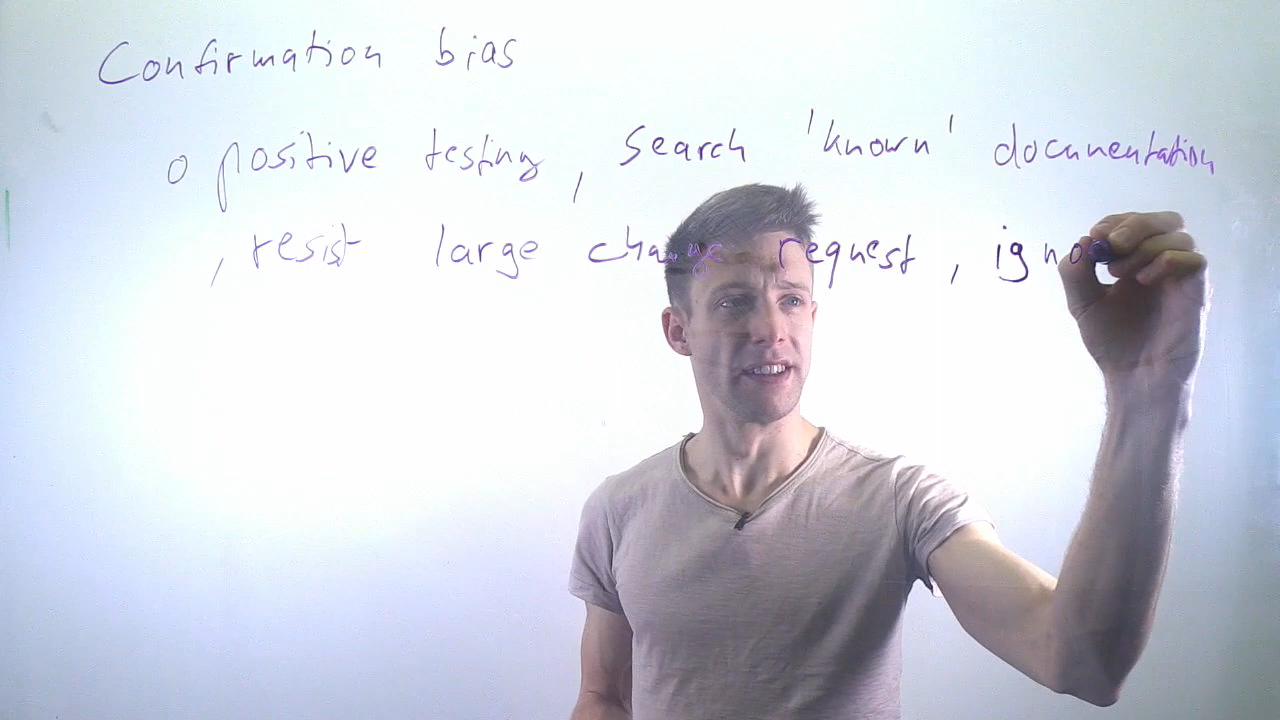 Confirmation bias
o positive testing, search 'known' documentation
, resist large change request, igno